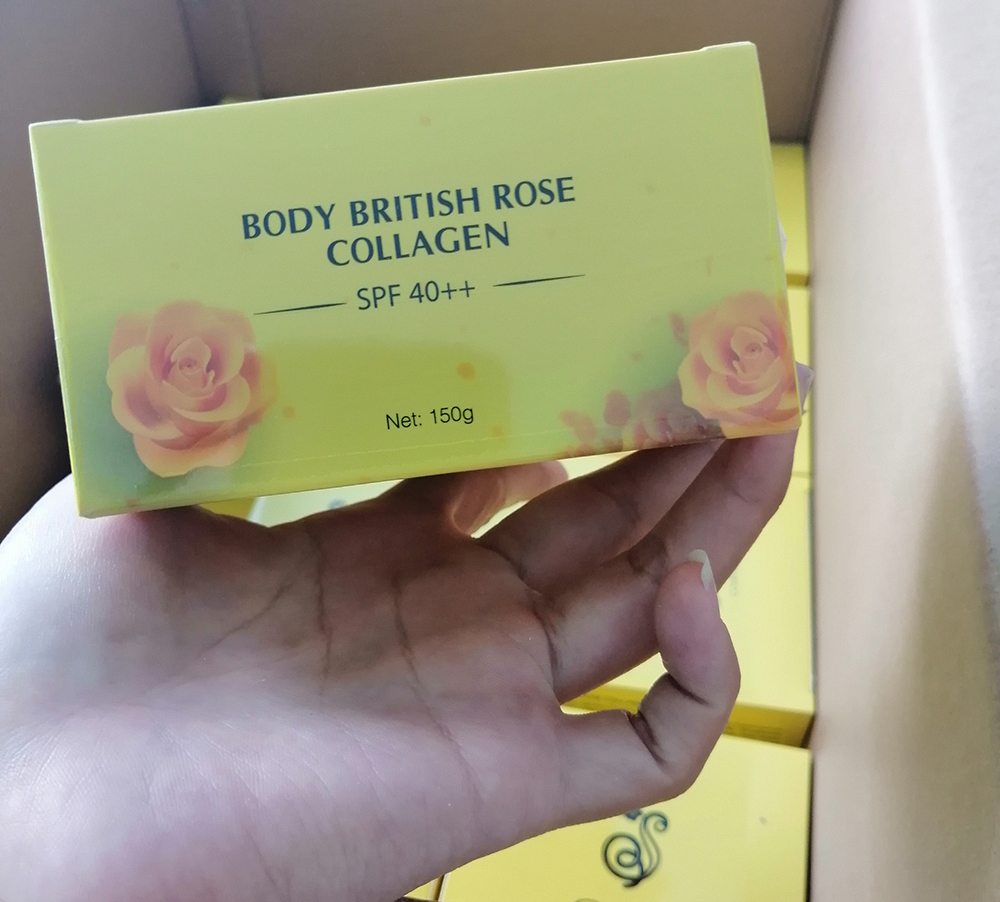 BODY BRITISH ROSE
COLLAGEN
SPF 40++
Net: 150g